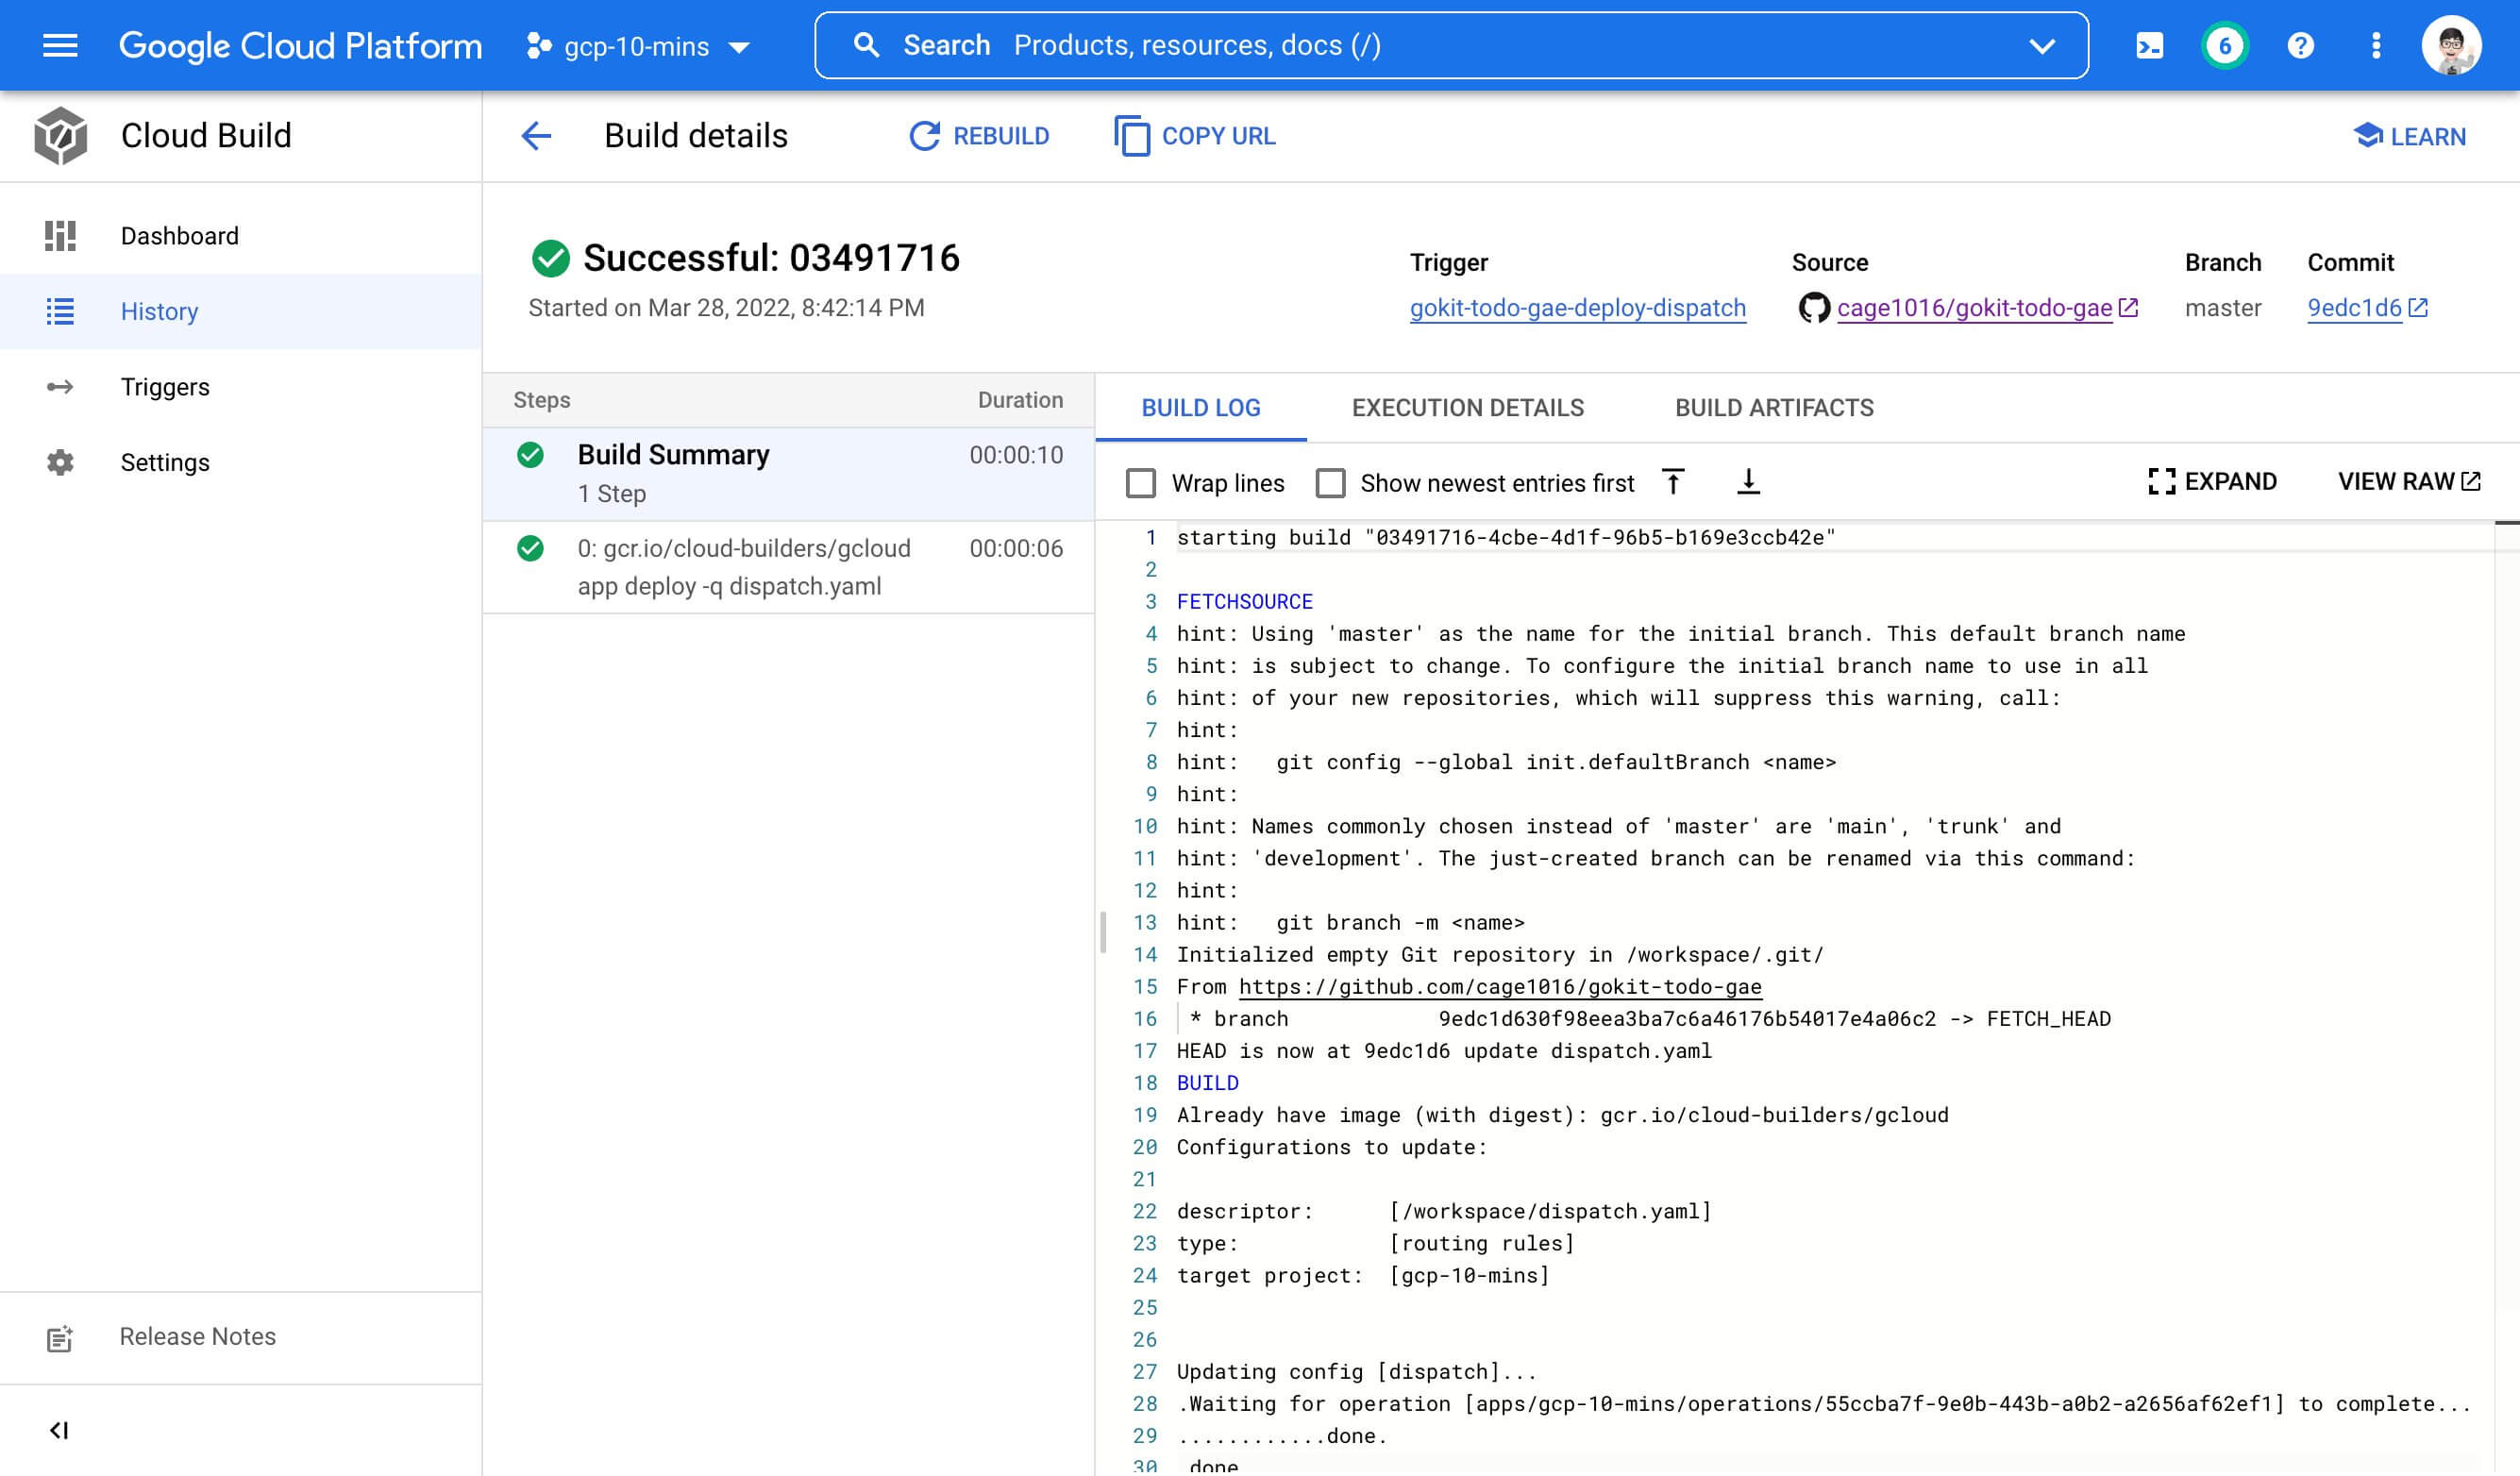 Google Cloud Platform
gcp-10-mins
Search Products, resources, docs (/)
6
?
Cloud Build
Build details
REBUILD
COPY URL
LEARN
Dashboard
History
Triggers
Settings
Release Notes
Successful: 03491716
Started on Mar 28, 2022, 8:42:14 PM
Trigger
gokit-todo-gae-deploy-dispatch
Source
cage1016/gokit-todo-gae
Branch
master
Commit
9edc1d6
Steps Duration
Build Summary 00:00:10
1 Step
0: gcr.io/cloud-builders/gcloud 00:00:06
app deploy -q dispatch.yaml
BUILD LOG EXECUTION DETAILS BUILD ARTIFACTS
Wrap lines Show newest entries first EXPAND VIEW RAW
1 starting build "03491716-4cbe-4d1f-96b5-b169e3ccb42e"
2
3 FETCHSOURCE
4 hint: Using 'master' as the name for the initial branch. This default branch name
5 hint: is subject to change. To configure the initial branch name to use in all
6 hint: of your new repositories, which will suppress this warning, call:
7 hint:
8 hint:   git config --global init.defaultBranch <name>
9 hint:
10 hint: Names commonly chosen instead of 'master' are 'main', 'trunk' and
11 hint: 'development'. The just-created branch can be renamed via this command:
12 hint:
13 hint:   git branch -m <name>
14 Initialized empty Git repository in /workspace/.git/
15 From https://github.com/cage1016/gokit-todo-gae
16  * branch            9edc1d630f98eea3ba7c6a46176b54017e4a06c2 -> FETCH_HEAD
17 HEAD is now at 9edc1d6 update dispatch.yaml
18 BUILD
19 Already have image (with digest): gcr.io/cloud-builders/gcloud
20 Configurations to update:
21
22 descriptor:      [/workspace/dispatch.yaml]
23 type:            [routing rules]
24 target project:  [gcp-10-mins]
25
26
27 Updating config [dispatch]...
28 .Waiting for operation [apps/gcp-10-mins/operations/55ccba7f-9e0b-443b-a0b2-a2656af62ef1] to complete...
29 ............done.
30  done